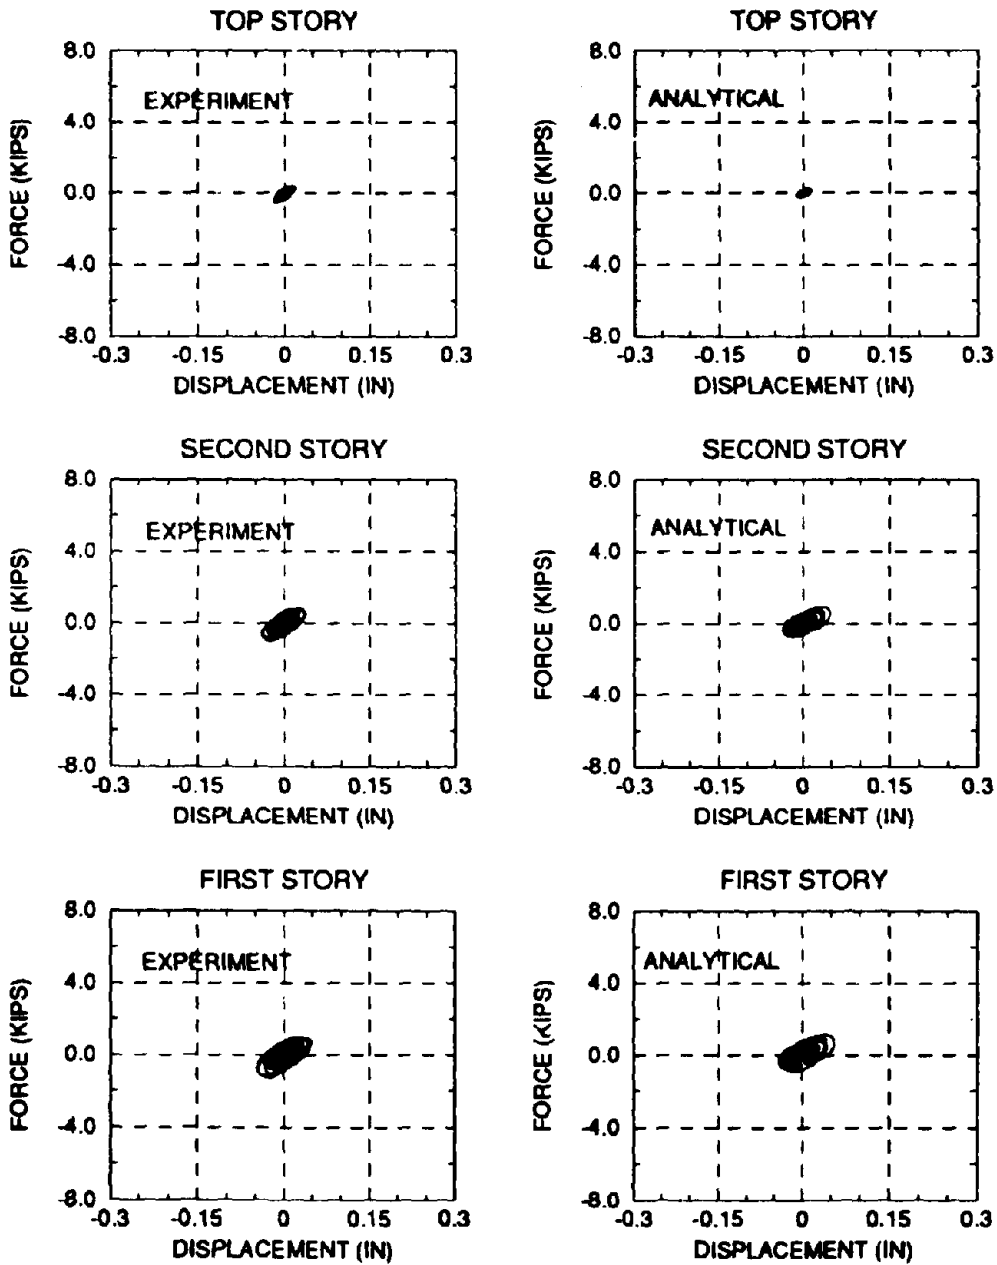 TOP STORY
8.0
EXPERIMENT
4.0
0.0
-4.0
-8.0
FORCE (KIPS)
-0.3 -0.15 0 0.15 0.3
DISPLACEMENT (IN)
TOP STORY
8.0
ANALYTICAL
4.0
0.0
-4.0
-8.0
FORCE (KIPS)
-0.3 -0.15 0 0.15 0.3
DISPLACEMENT (IN)
SECOND STORY
8.0
EXPERIMENT
4.0
0.0
-4.0
-8.0
FORCE (KIPS)
-0.3 -0.15 0 0.15 0.3
DISPLACEMENT (IN)
SECOND STORY
8.0
ANALYTICAL
4.0
0.0
-4.0
-8.0
FORCE (KIPS)
-0.3 -0.15 0 0.15 0.3
DISPLACEMENT (IN)
FIRST STORY
8.0
EXPERIMENT
4.0
0.0
-4.0
-8.0
FORCE (KIPS)
-0.3 -0.15 0 0.15 0.3
DISPLACEMENT (IN)
FIRST STORY
8.0
ANALYTICAL
4.0
0.0
-4.0
-8.0
FORCE (KIPS)
-0.3 -0.15 0 0.15 0.3
DISPLACEMENT (IN)